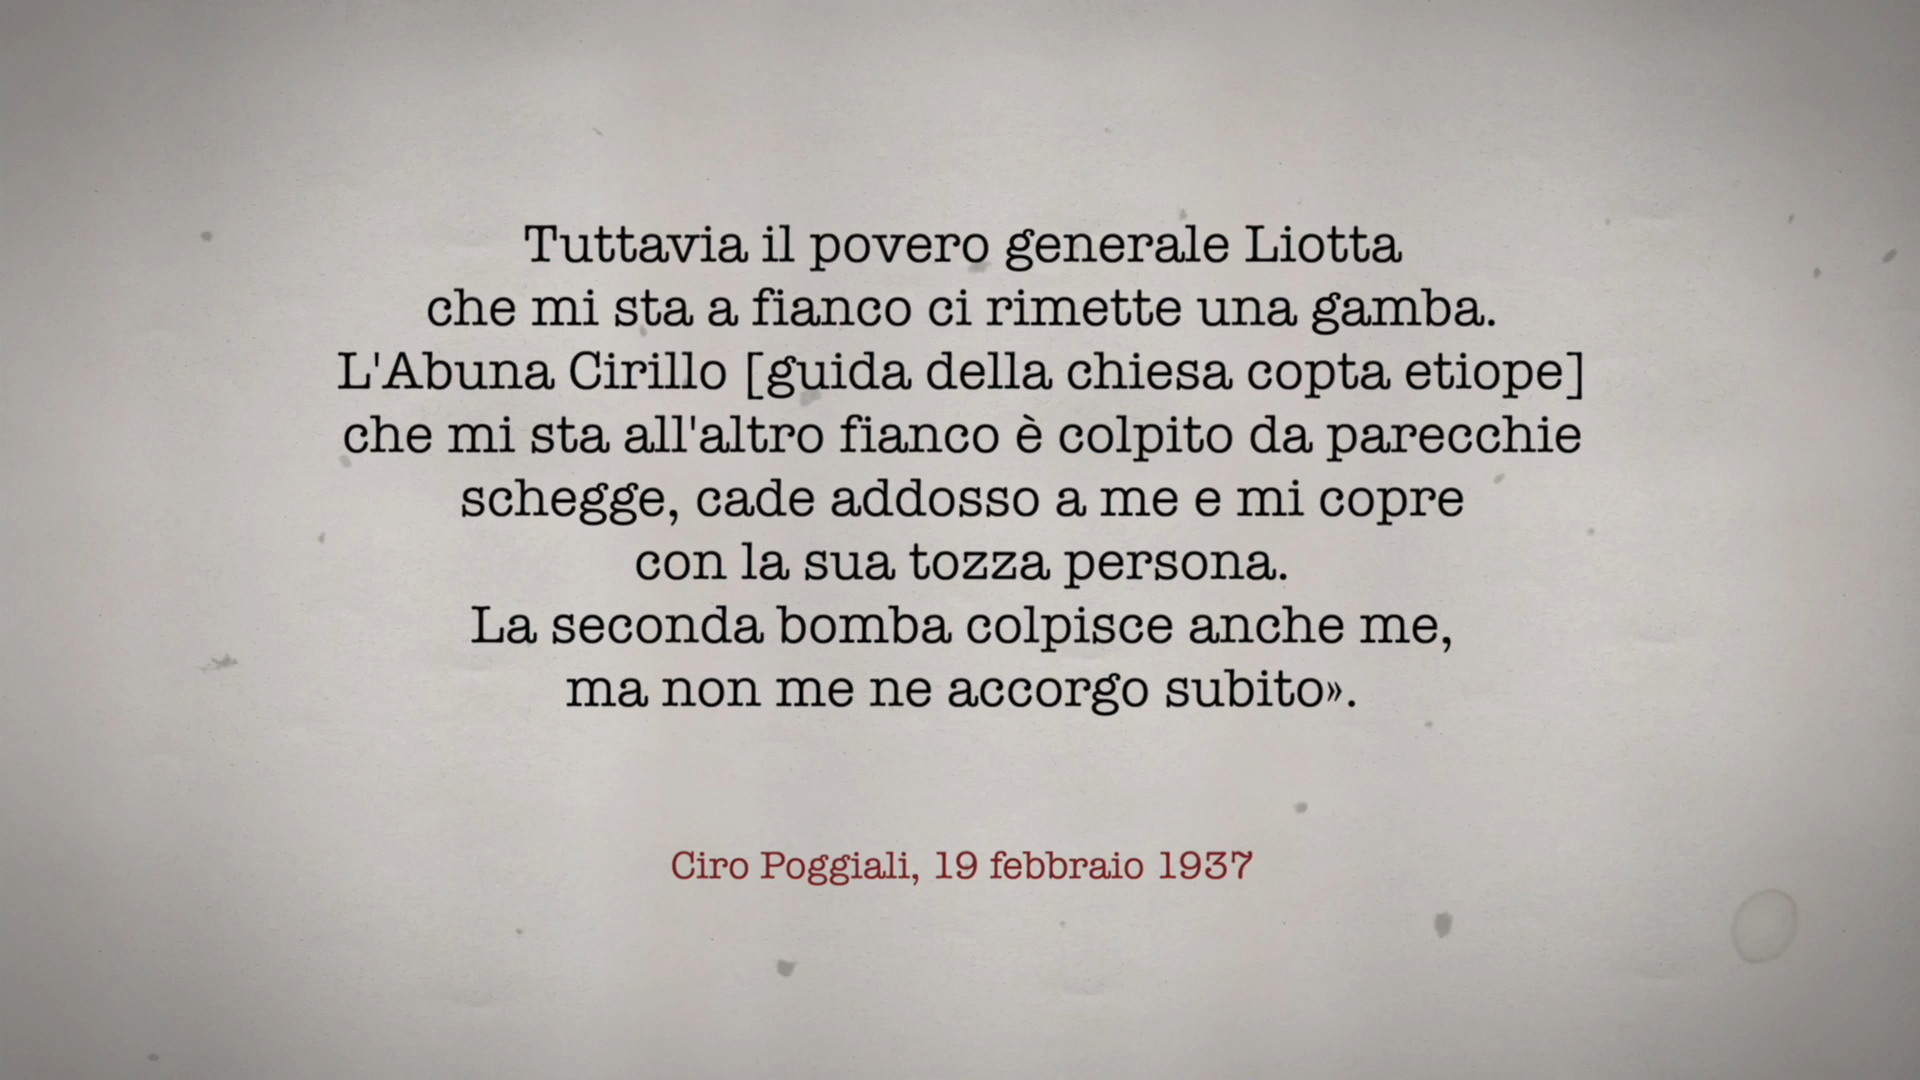 Tuttavia il povero generale Liotta
che mi sta a fianco ci rimette una gamba.
L'Abuna Cirillo [guida della chiesa copta etiope]
che mi sta all'altro fianco è colpito da parecchie
schegge, cade addosso a me e mi copre
con la sua tozza persona.
La seconda bomba colpisce anche me,
ma non me ne accorgo subito».
Ciro Poggiali, 19 febbraio 1937